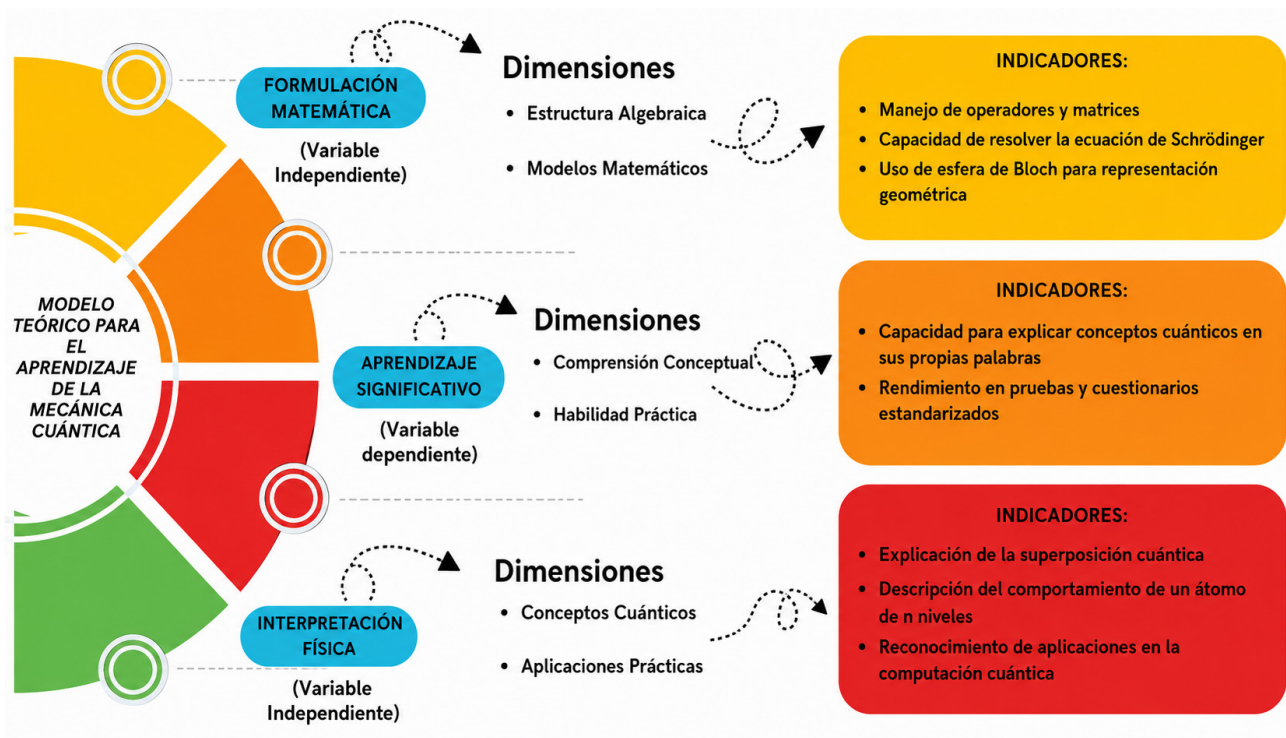 MODELO
TEÓRICO PARA
EL
APRENDIZAJE
DE LA
MECÁNICA
CUÁNTICA
FORMULACIÓN
MATEMÁTICA
(Variable
Independiente)
Dimensiones
• Estructura Algebraica
• Modelos Matemáticos
INDICADORES:
• Manejo de operadores y matrices
• Capacidad de resolver la ecuación de Schrödinger
• Uso de esfera de Bloch para representación
geométrica
APRENDIZAJE
SIGNIFICATIVO
(Variable
dependiente)
Dimensiones
• Comprensión Conceptual
• Habilidad Práctica
INDICADORES:
• Capacidad para explicar conceptos cuánticos en
sus propias palabras
• Rendimiento en pruebas y cuestionarios
estandarizados
INTERPRETACIÓN
FÍSICA
(Variable
Independiente)
Dimensiones
• Conceptos Cuánticos
• Aplicaciones Prácticas
INDICADORES:
• Explicación de la superposición cuántica
• Descripción del comportamiento de un átomo
de n niveles
• Reconocimiento de aplicaciones en la
computación cuántica